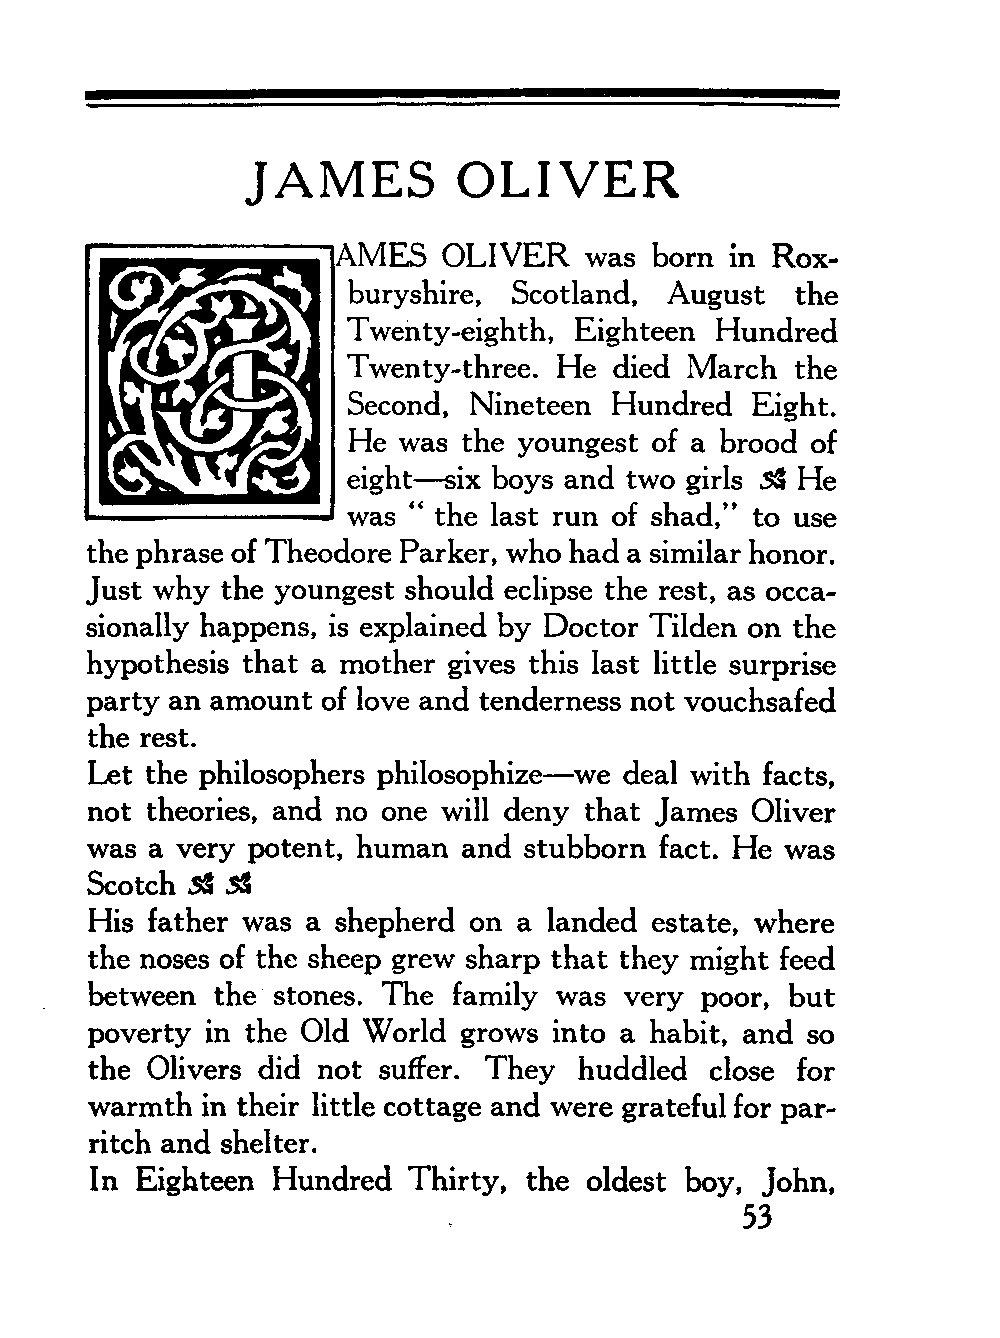 JAMES OLIVER
JAMES OLIVER was born in Rox-
buryshire, Scotland, August the
Twenty-eighth, Eighteen Hundred
Twenty-three. He died March the
Second, Nineteen Hundred Eight.
He was the youngest of a brood of
eight—six boys and two girls He
was “ the last run of shad,” to use
the phrase of Theodore Parker, who had a similar honor.
Just why the youngest should eclipse the rest, as occa-
sionally happens, is explained by Doctor Tilden on the
hypothesis that a mother gives this last little surprise
party an amount of love and tenderness not vouchsafed
the rest.
Let the philosophers philosophize—we deal with facts,
not theories, and no one will deny that James Oliver
was a very potent, human and stubborn fact. He was
Scotch
His father was a shepherd on a landed estate, where
the noses of the sheep grew sharp that they might feed
between the stones. The family was very poor, but
poverty in the Old World grows into a habit, and so
the Olivers did not suffer. They huddled close for
warmth in their little cottage and were grateful for par-
ritch and shelter.
In Eighteen Hundred Thirty, the oldest boy, John,
53